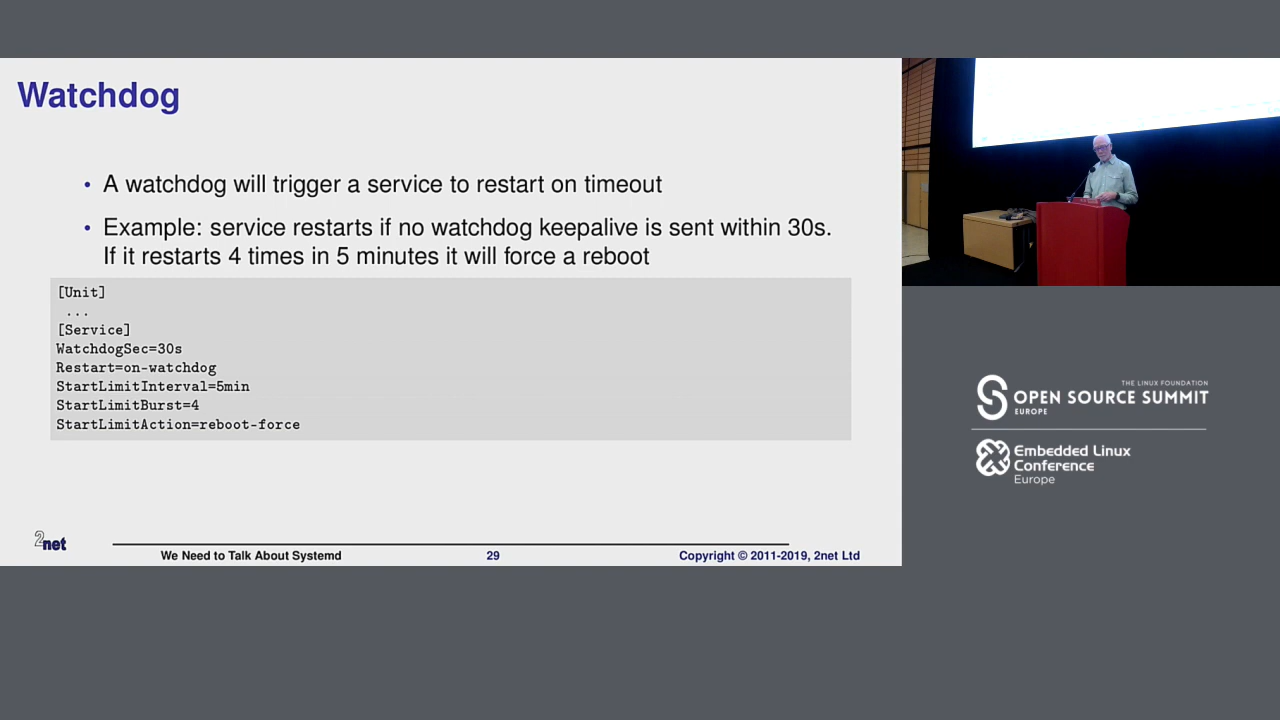 Watchdog
• A watchdog will trigger a service to restart on timeout
• Example: service restarts if no watchdog keepalive is sent within 30s.
If it restarts 4 times in 5 minutes it will force a reboot
[Unit]
...
[Service]
WatchdogSec=30s
Restart=on-watchdog
StartLimitInterval=5min
StartLimitBurst=4
StartLimitAction=reboot-force
2net
We Need to Talk About Systemd 29 Copyright © 2011-2019, 2net Ltd
THE LINUX FOUNDATION
OPEN SOURCE SUMMIT
EUROPE
Embedded Linux
Conference
Europe